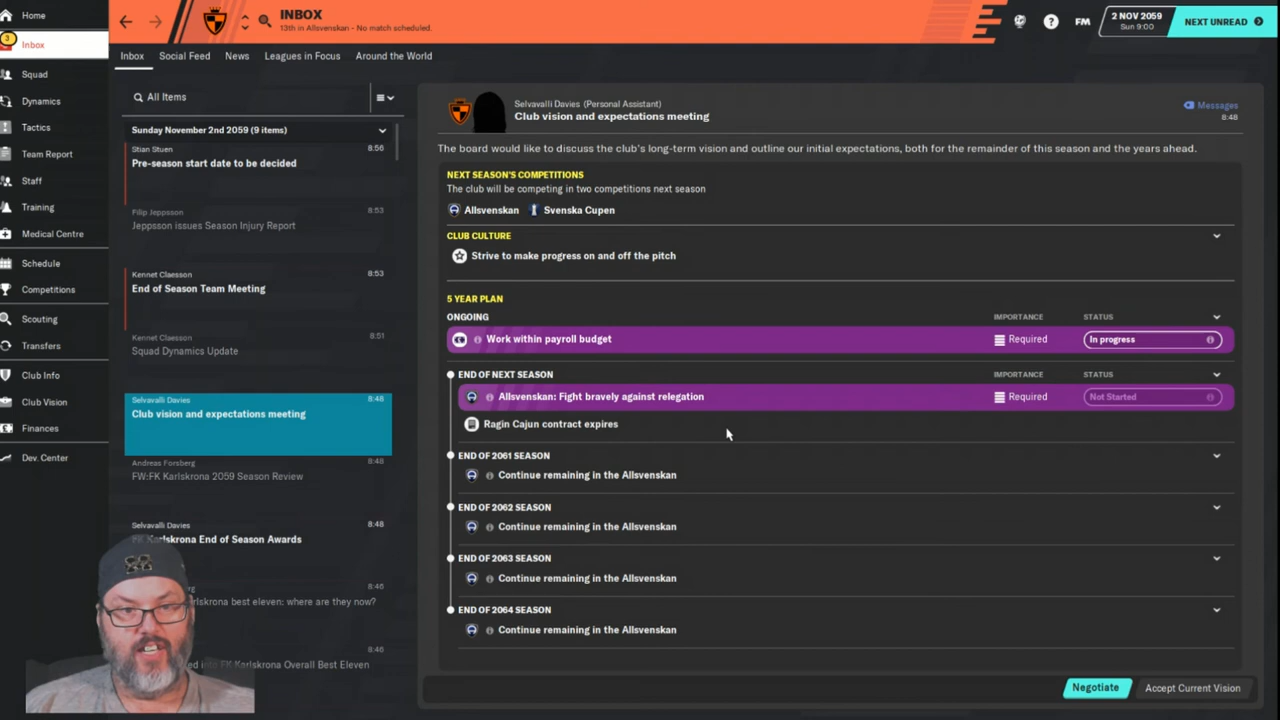 Home
INBOX
13th in Allsvenskan - No match scheduled.
FM
2 NOV 2059
Sun 9:00
NEXT UNREAD
3
Inbox
Squad
Dynamics
Tactics
Team Report
Staff
Training
Medical Centre
Schedule
Competitions
Scouting
Transfers
Club Info
Club Vision
Finances
Dev. Center
Inbox Social Feed News Leagues in Focus Around the World
All Items
Sunday November 2nd 2059 (9 items)
Stian Stuen 8:56
Pre-season start date to be decided
Filip Jeppsson 8:53
Jeppsson issues Season Injury Report
Kennet Claesson 8:53
End of Season Team Meeting
Kennet Claesson 8:51
Squad Dynamics Update
Selvavalli Davies 8:48
Club vision and expectations meeting
Andreas Forsberg 8:48
FW:FK Karlskrona 2059 Season Review
Selvavalli Davies 8:48
FK Karlskrona End of Season Awards
8:46
best eleven: where are they now?
8:46
FK Karlskrona Overall Best Eleven
Selvavalli Davies (Personal Assistant)
Club vision and expectations meeting
Messages
8:48
The board would like to discuss the club's long-term vision and outline our initial expectations, both for the remainder of this season and the years ahead.
NEXT SEASON'S COMPETITIONS
The club will be competing in two competitions next season
Allsvenskan Svenska Cupen
CLUB CULTURE
Strive to make progress on and off the pitch
5 YEAR PLAN
ONGOING IMPORTANCE STATUS
Work within payroll budget Required In progress
END OF NEXT SEASON IMPORTANCE STATUS
Allsvenskan: Fight bravely against relegation Required Not Started
Ragin Cajun contract expires
END OF 2061 SEASON
Continue remaining in the Allsvenskan
END OF 2062 SEASON
Continue remaining in the Allsvenskan
END OF 2063 SEASON
Continue remaining in the Allsvenskan
END OF 2064 SEASON
Continue remaining in the Allsvenskan
Negotiate Accept Current Vision